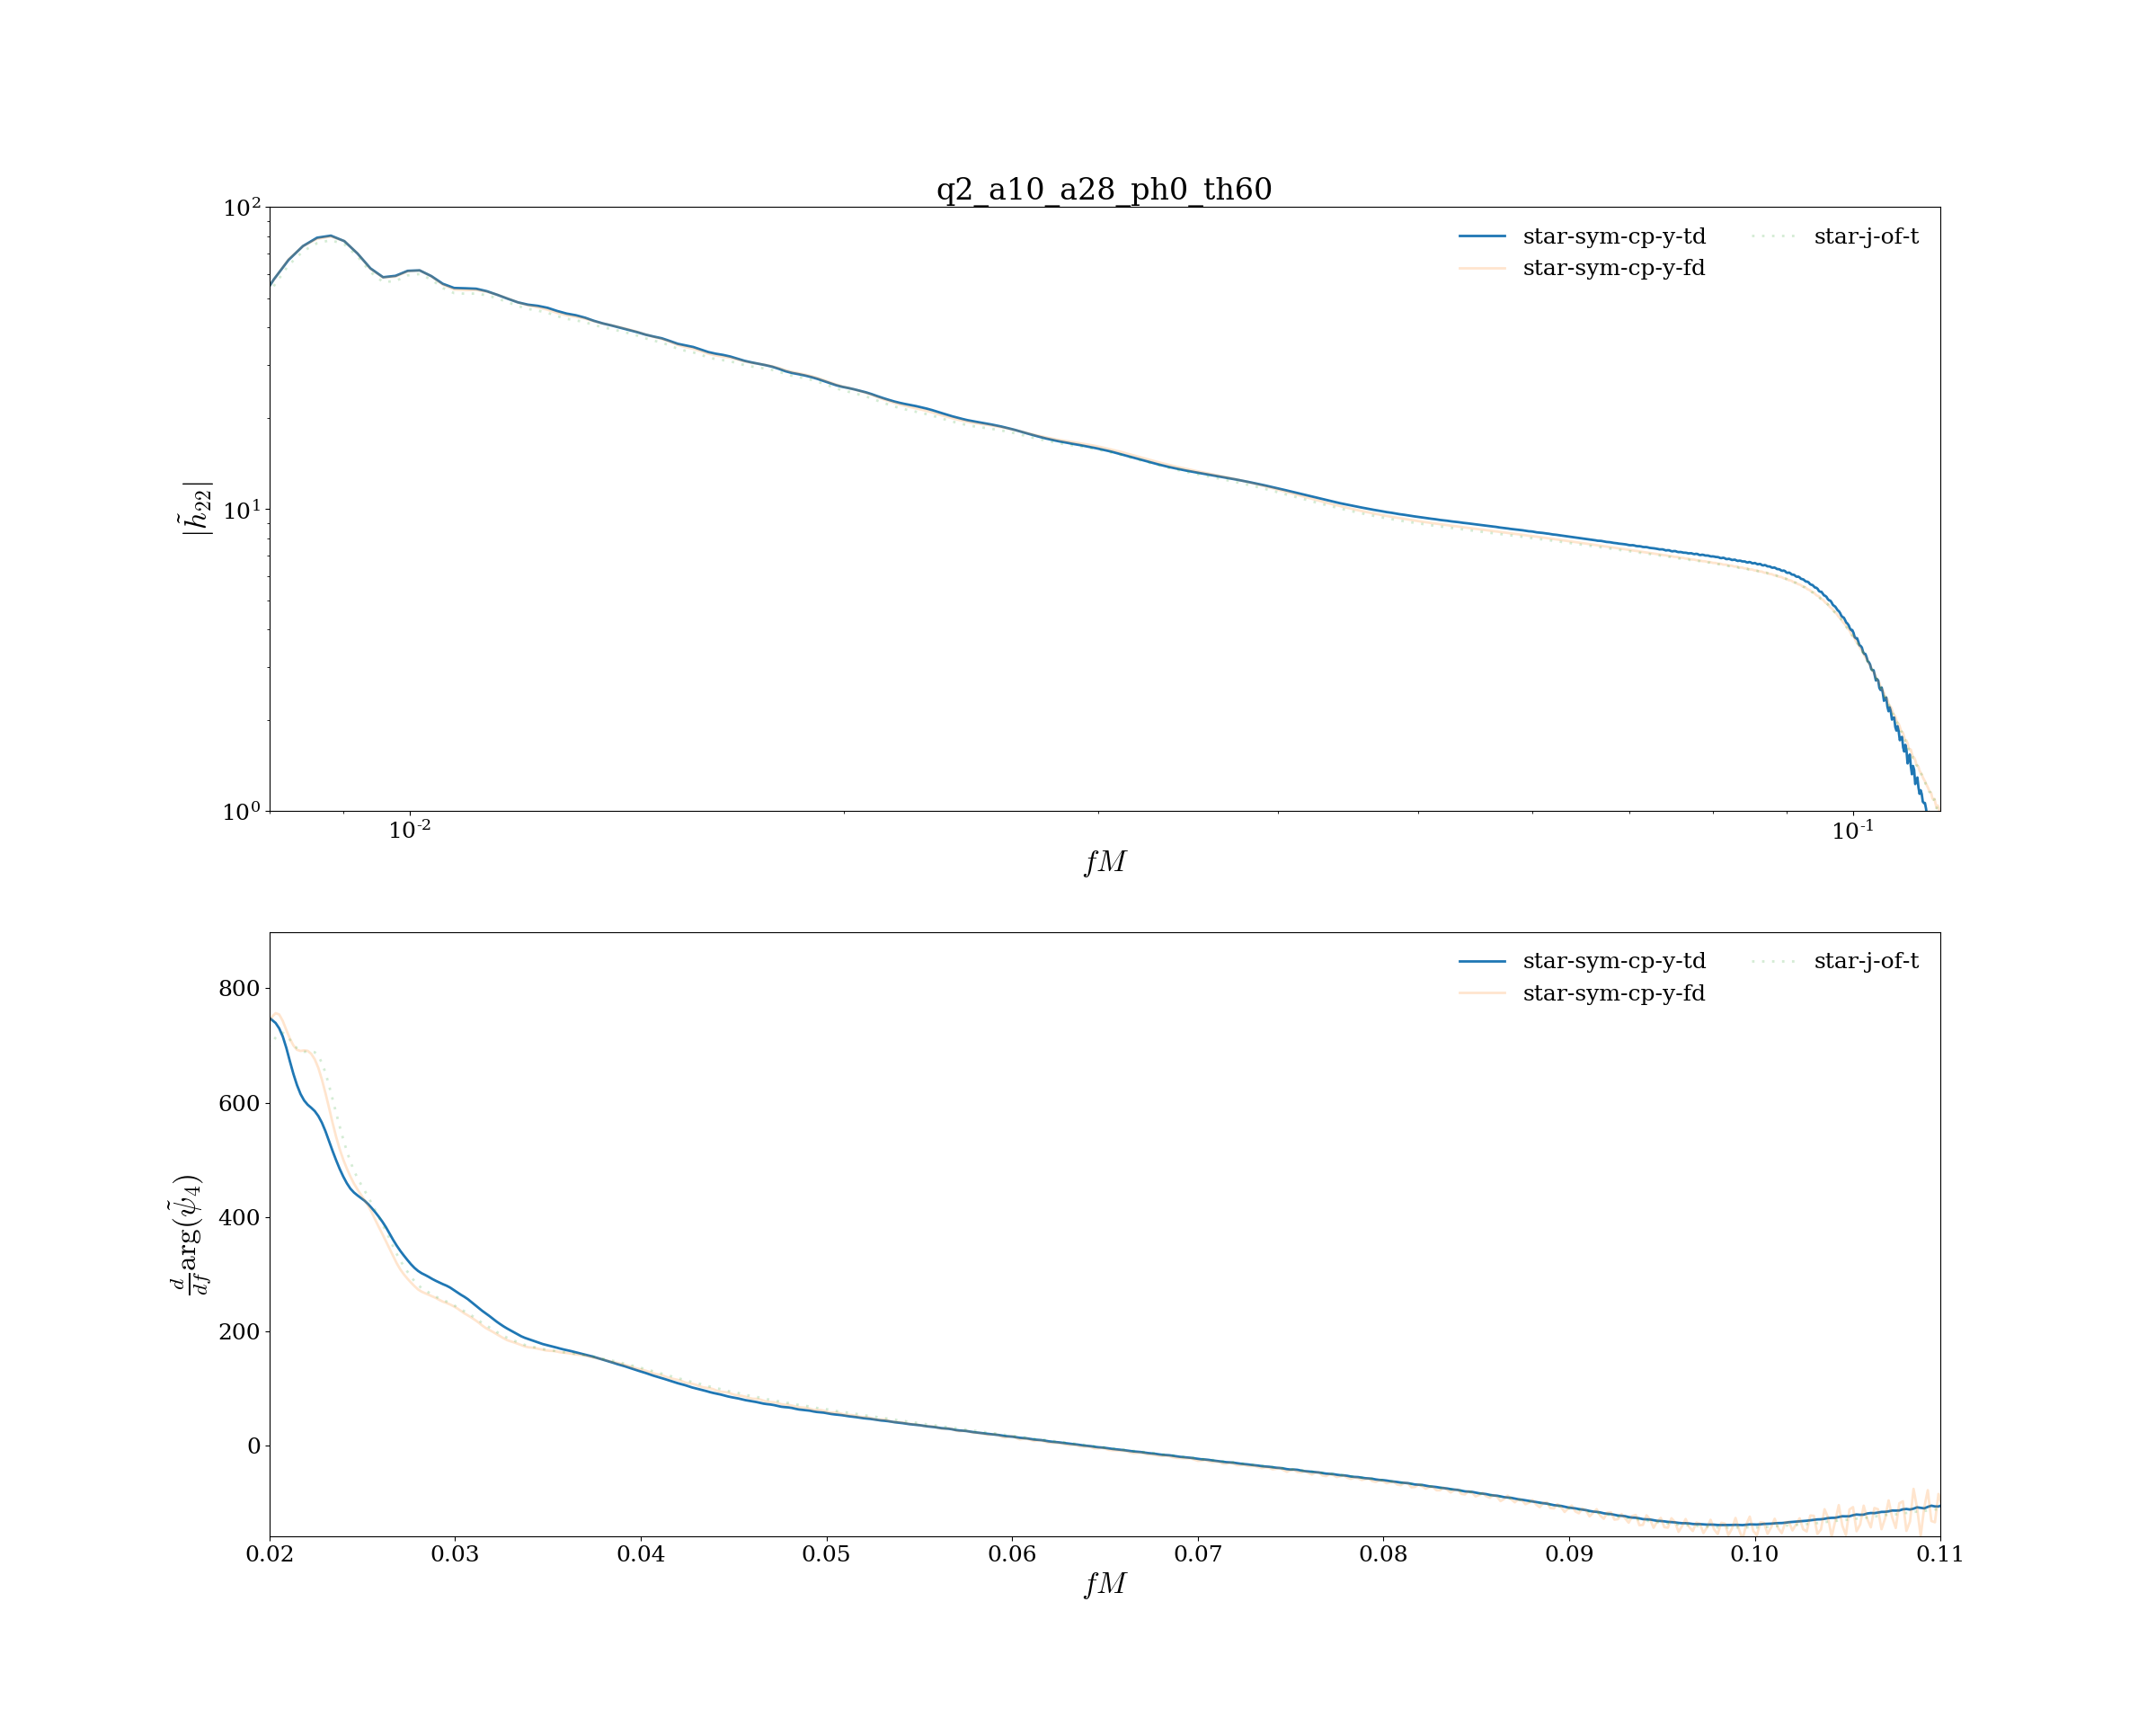 q2_a10_a28_ph0_th60
10²
star-sym-cp-y-td
star-j-of-t
star-sym-cp-y-fd
|h̃₂₂|
10¹
10⁰
10⁻²
10⁻¹
fM
800
star-sym-cp-y-td
star-j-of-t
star-sym-cp-y-fd
600
d/df arg(ψ̃₄)
400
200
0
0.02 0.03 0.04 0.05 0.06 0.07 0.08 0.09 0.10 0.11
fM